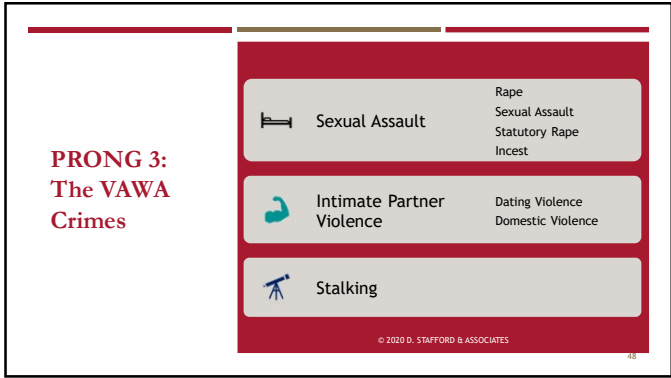 PRONG 3:
The VAWA
Crimes
Sexual Assault
Rape
Sexual Assault
Statutory Rape
Incest
Intimate Partner
Violence
Dating Violence
Domestic Violence
Stalking
© 2020 D. STAFFORD & ASSOCIATES
48